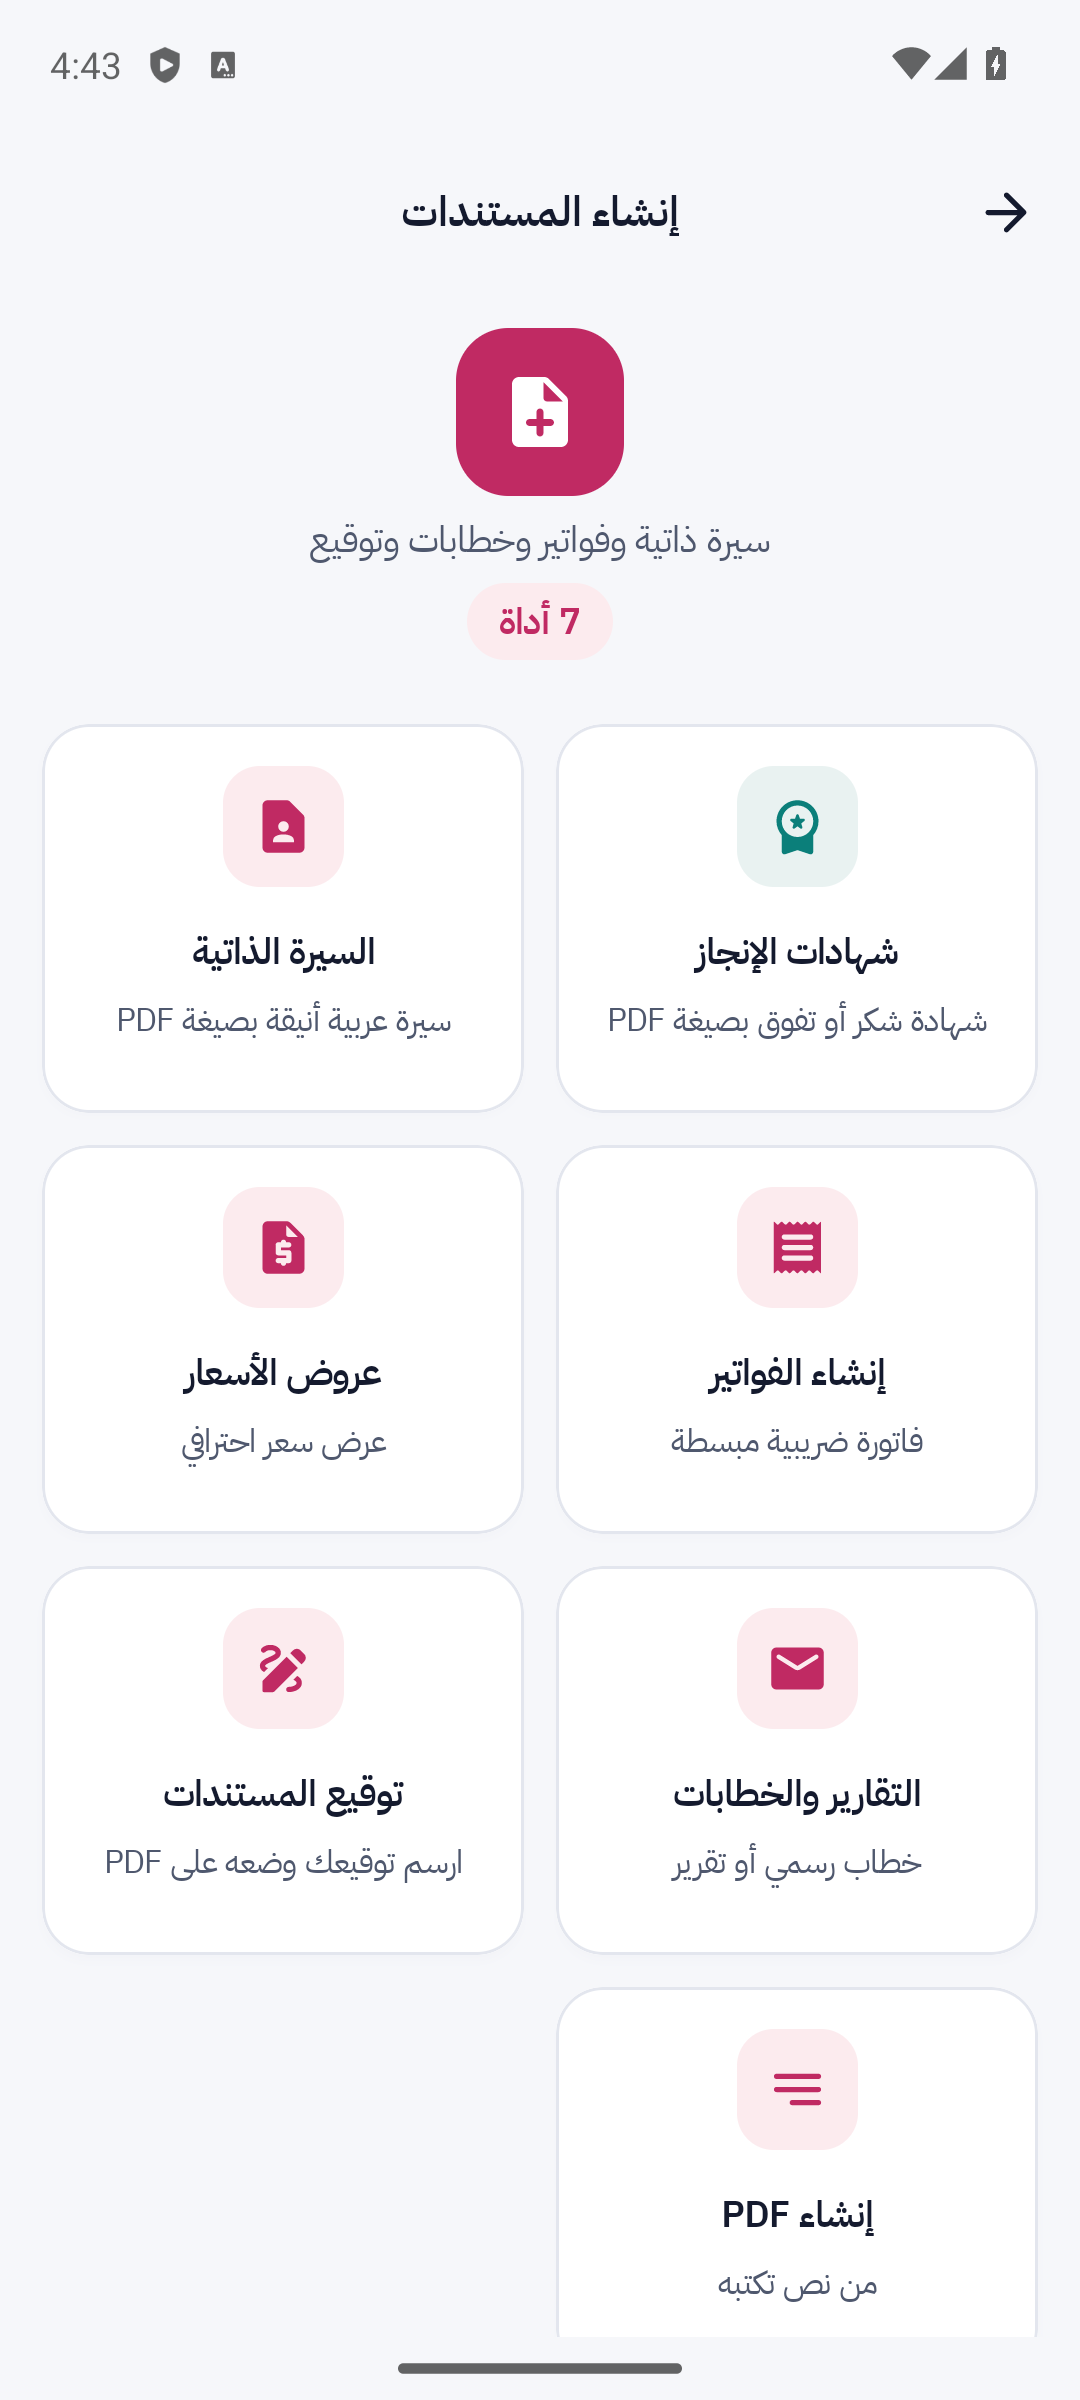 4:43
إنشاء المستندات
سيرة ذاتية وفواتير وخطابات وتوقيع
7 أداة
شهادات الإنجاز
شهادة شكر أو تفوق بصيغة PDF
السيرة الذاتية
سيرة عربية أنيقة بصيغة PDF
إنشاء الفواتير
فاتورة ضريبية مبسطة
عروض الأسعار
عرض سعر احترافي
التقارير والخطابات
خطاب رسمي أو تقرير
توقيع المستندات
ارسم توقيعك وضعه على PDF
إنشاء PDF
من نص تكتبه